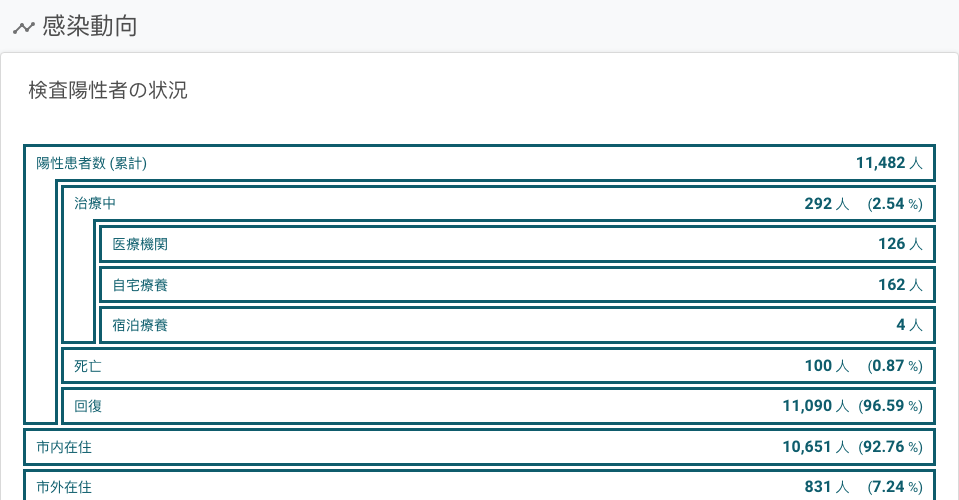 感染動向
検査陽性者の状況
陽性患者数 (累計) 11,482 人
治療中 292 人 (2.54 %)
医療機関 126 人
自宅療養 162 人
宿泊療養 4 人
死亡 100 人 (0.87 %)
回復 11,090 人 (96.59 %)
市内在住 10,651 人 (92.76 %)
市外在住 831 人 (7.24 %)